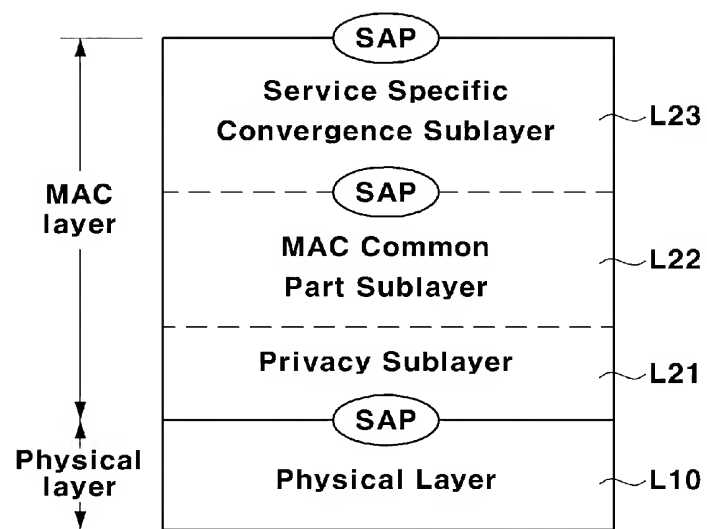 SAP
Service Specific
Convergence Sublayer
L23
MAC
layer
SAP
MAC Common
Part Sublayer
L22
Privacy Sublayer
L21
SAP
Physical
layer
Physical Layer
L10